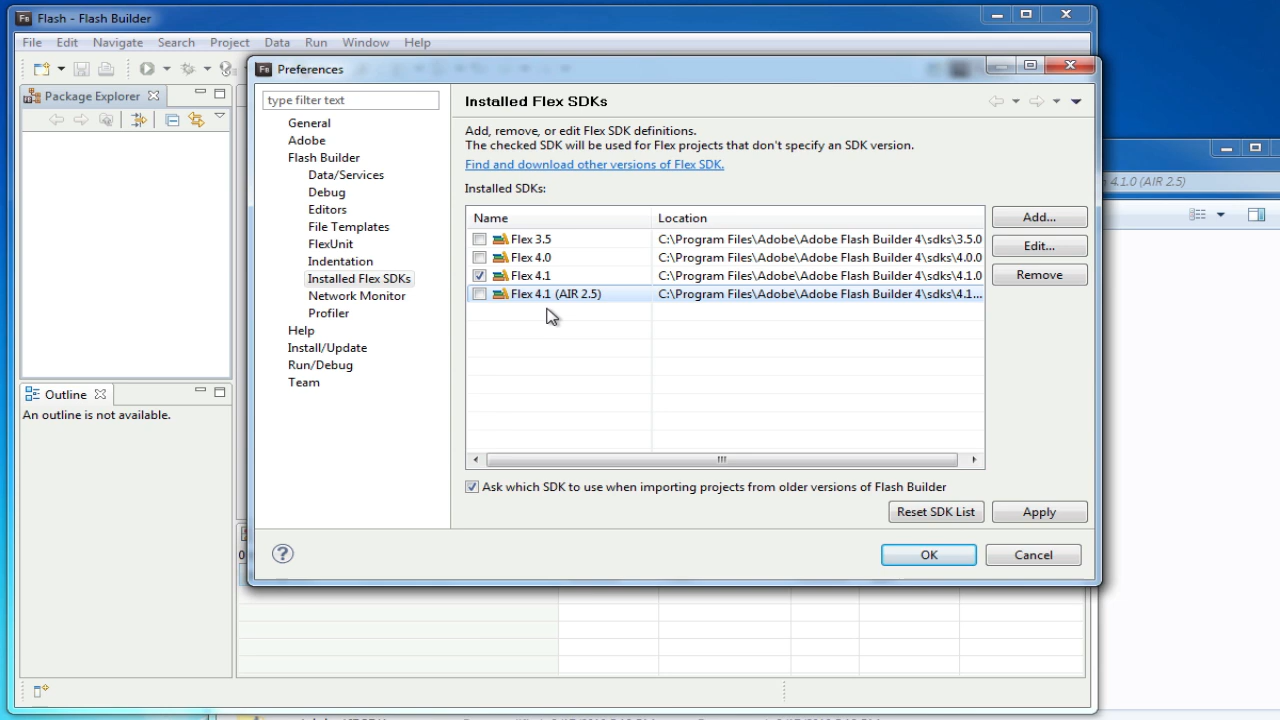 Flash - Flash Builder
File Edit Navigate Search Project Data Run Window Help
Preferences
Package Explorer
type filter text
General
Adobe
Flash Builder
Data/Services
Debug
Editors
File Templates
FlexUnit
Indentation
Installed Flex SDKs
Network Monitor
Profiler
Help
Install/Update
Run/Debug
Team
Installed Flex SDKs
Add, remove, or edit Flex SDK definitions.
The checked SDK will be used for Flex projects that don't specify an SDK version.
Find and download other versions of Flex SDK.
Installed SDKs:
Name Location
Flex 3.5 C:\Program Files\Adobe\Adobe Flash Builder 4\sdks\3.5.0
Flex 4.0 C:\Program Files\Adobe\Adobe Flash Builder 4\sdks\4.0.0
Flex 4.1 C:\Program Files\Adobe\Adobe Flash Builder 4\sdks\4.1.0
Flex 4.1 (AIR 2.5) C:\Program Files\Adobe\Adobe Flash Builder 4\sdks\4.1...
Add...
Edit...
Remove
Ask which SDK to use when importing projects from older versions of Flash Builder
Reset SDK List Apply
OK Cancel
Outline
An outline is not available.
4.1.0 (AIR 2.5)